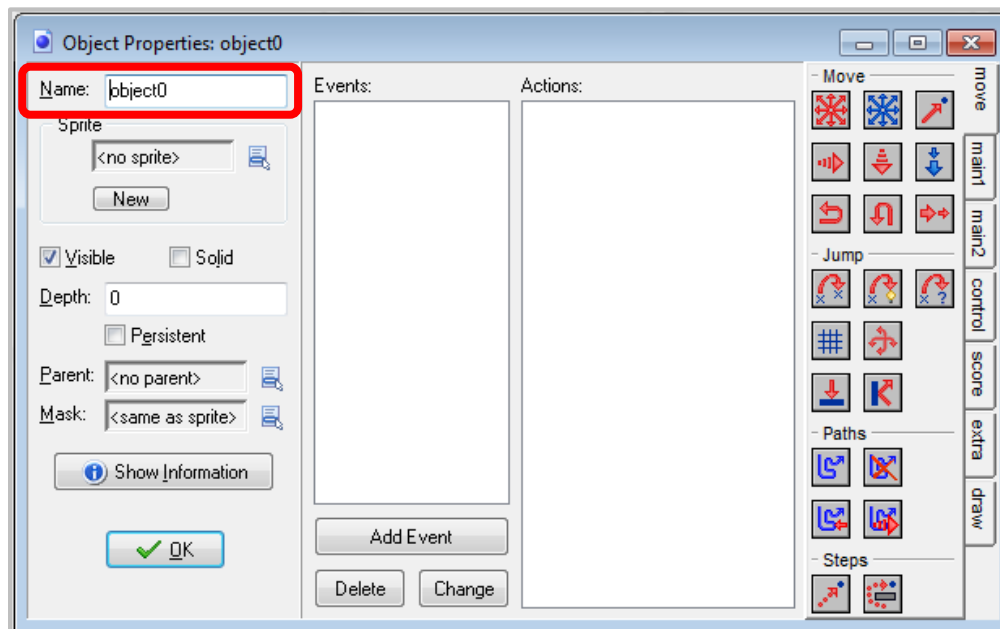 Object Properties: object0
Name: object0
Sprite
<no sprite>
New
Visible Solid
Depth: 0
Persistent
Parent: <no parent>
Mask: <same as sprite>
Show Information
OK
Events:
Add Event
Delete Change
Actions:
Move
Jump
Paths
Steps
move
main1
main2
control
score
extra
draw